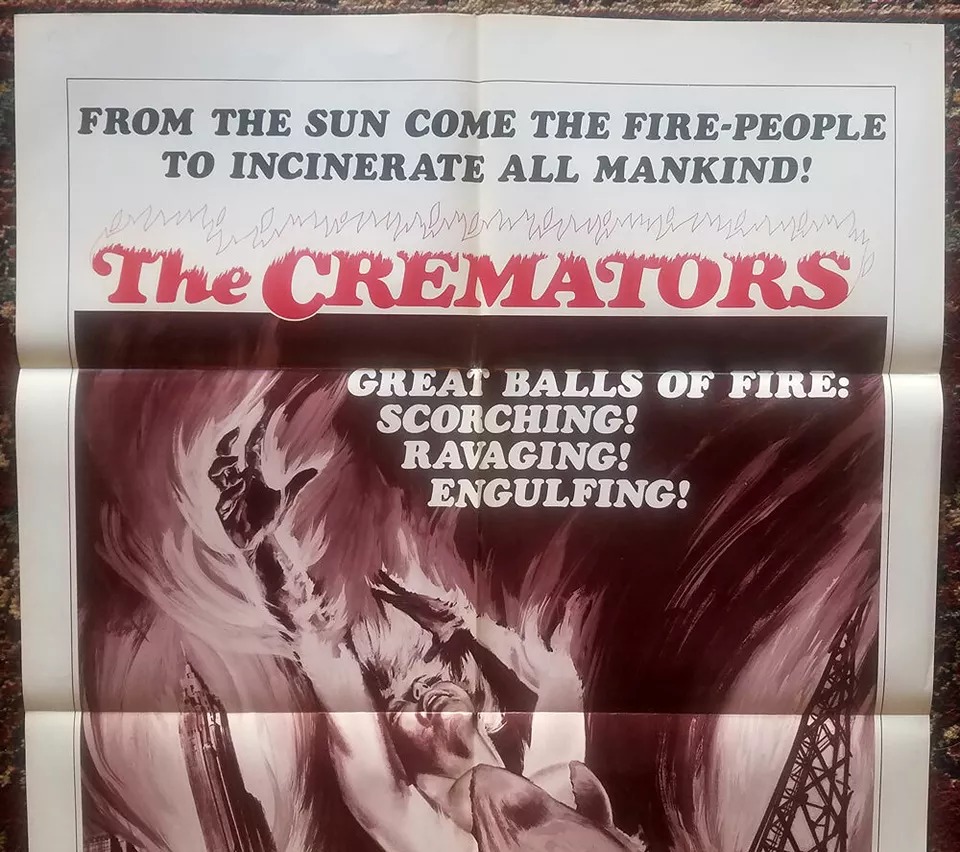 FROM THE SUN COME THE FIRE-PEOPLE
TO INCINERATE ALL MANKIND!
The CREMATORS
GREAT BALLS OF FIRE:
SCORCHING!
RAVAGING!
ENGULFING!